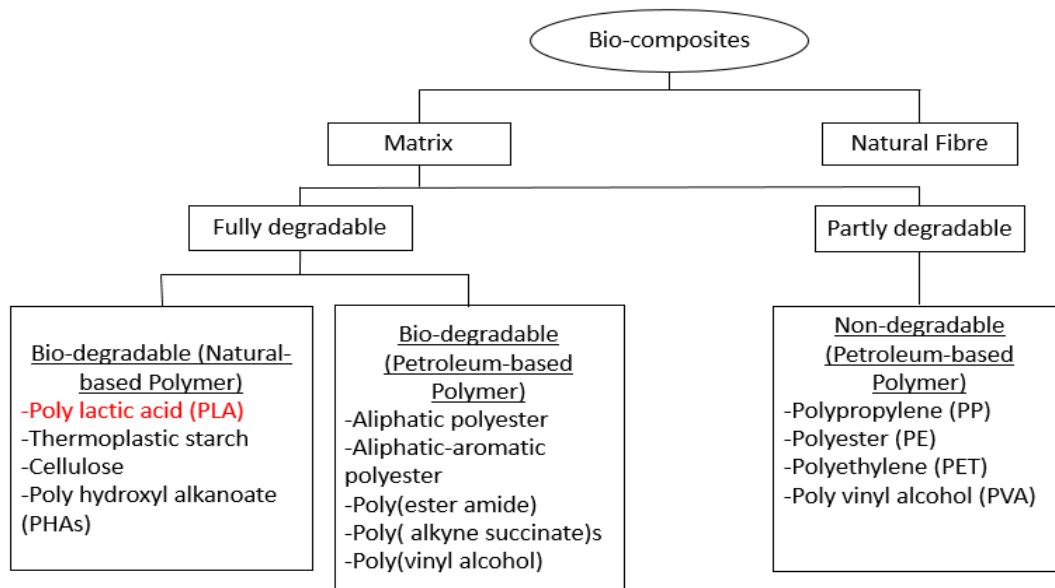 Bio-composites
Matrix
Natural Fibre
Fully degradable
Partly degradable
Bio-degradable (Natural-
based Polymer)
-Poly lactic acid (PLA)
-Thermoplastic starch
-Cellulose
-Poly hydroxyl alkanoate
(PHAs)
Bio-degradable
(Petroleum-based
Polymer)
-Aliphatic polyester
-Aliphatic-aromatic
polyester
-Poly(ester amide)
-Poly( alkyne succinate)s
-Poly(vinyl alcohol)
Non-degradable
(Petroleum-based
Polymer)
-Polypropylene (PP)
-Polyester (PE)
-Polyethylene (PET)
-Poly vinyl alcohol (PVA)